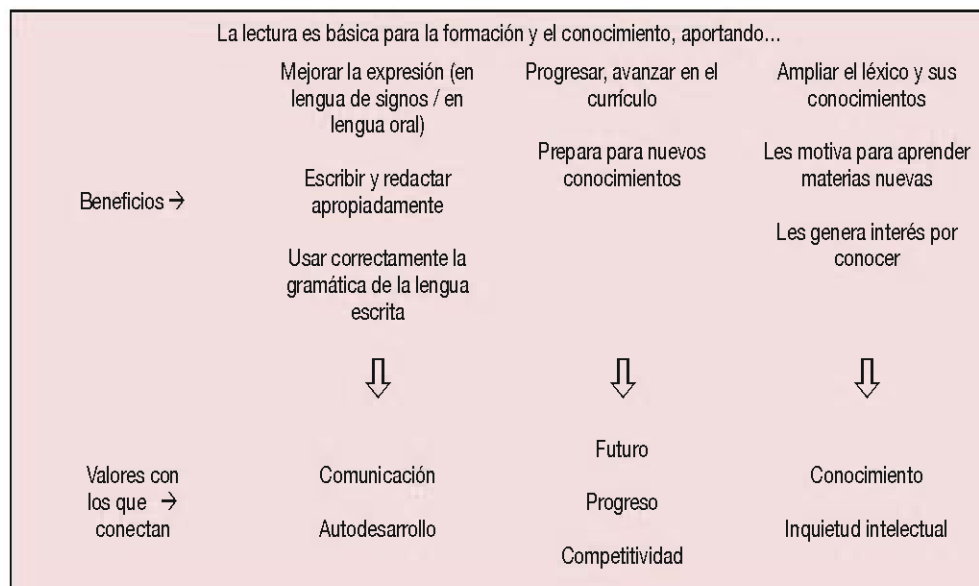 La lectura es básica para la formación y el conocimiento, aportando…
Beneficios →
Mejorar la expresión (en
lengua de signos / en
lengua oral)
Escribir y redactar
apropiadamente
Usar correctamente la
gramática de la lengua
escrita
Progresar, avanzar en el
currículo
Prepara para nuevos
conocimientos
Ampliar el léxico y sus
conocimientos
Les motiva para aprender
materias nuevas
Les genera interés por
conocer
Valores con
los que →
conectan
Comunicación
Autodesarrollo
Futuro
Progreso
Competitividad
Conocimiento
Inquietud intelectual